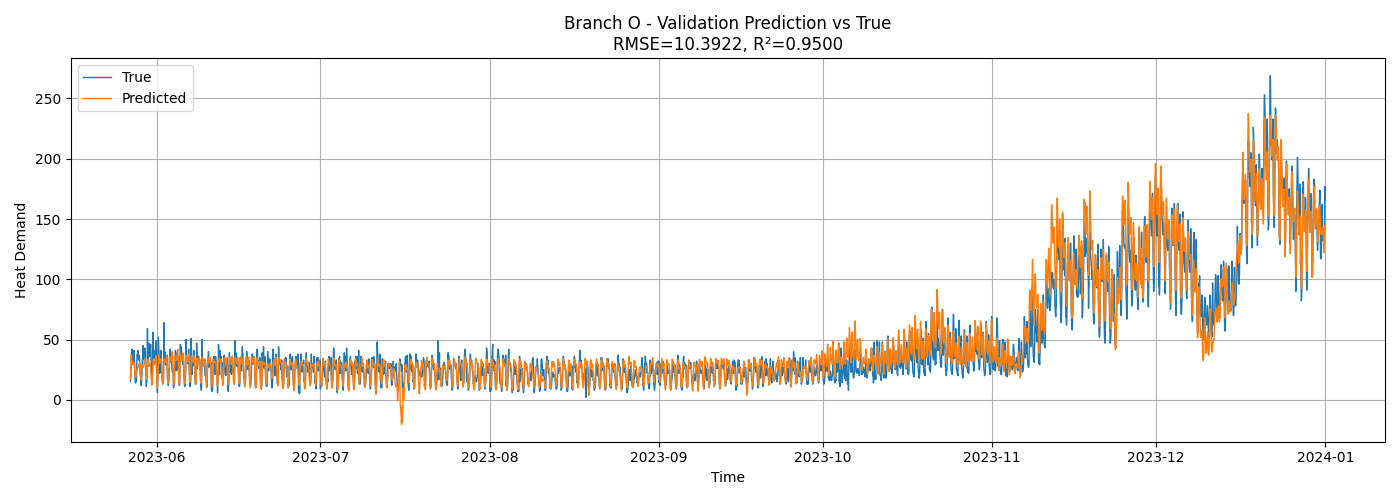 Branch O - Validation Prediction vs True
RMSE=10.3922, R²=0.9500
True
Predicted
Heat Demand
250
200
150
100
50
0
2023-06
2023-07
2023-08
2023-09
2023-10
2023-11
2023-12
2024-01
Time